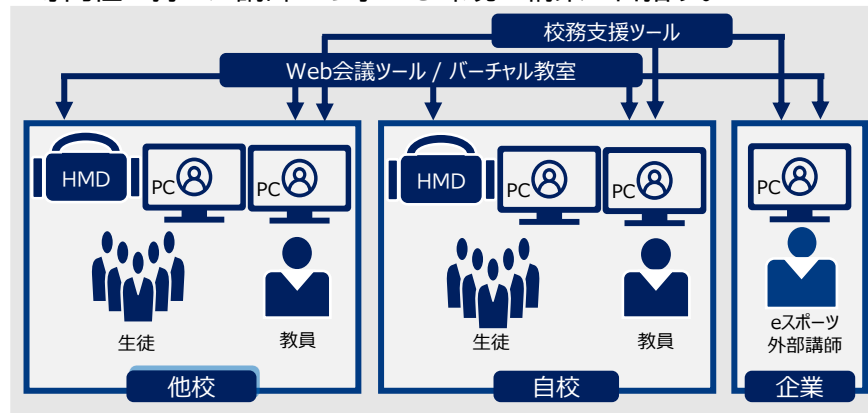 校務支援ツール
Web会議ツール / バーチャル教室
HMD
PC
PC
生徒
教員
他校
HMD
PC
PC
生徒
教員
自校
PC
eスポーツ
外部講師
企業